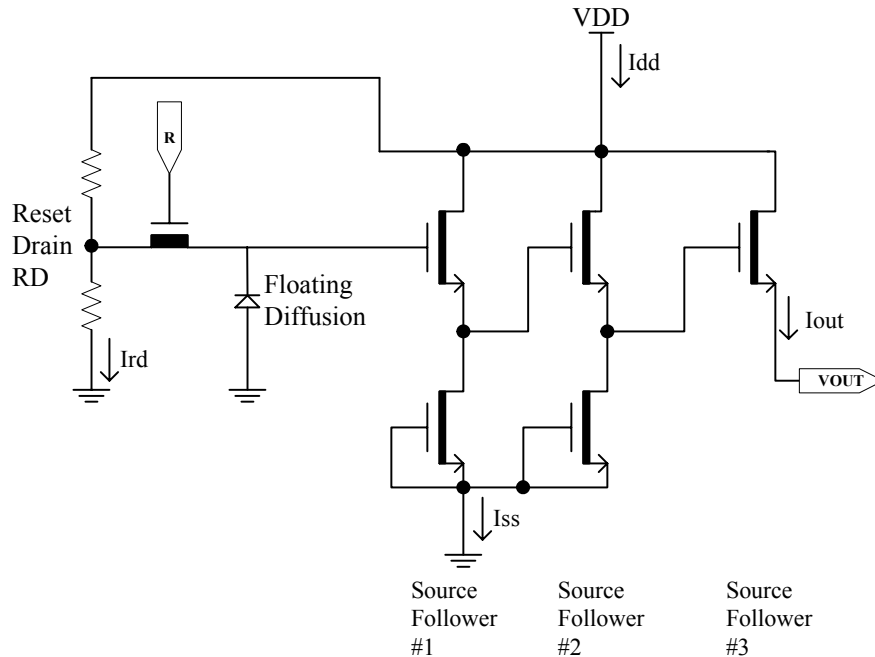 VDD
Idd
R
Reset
Drain
RD
Floating
Diffusion
Ird
Iout
VOUT
Iss
Source
Follower
#1
Source
Follower
#2
Source
Follower
#3